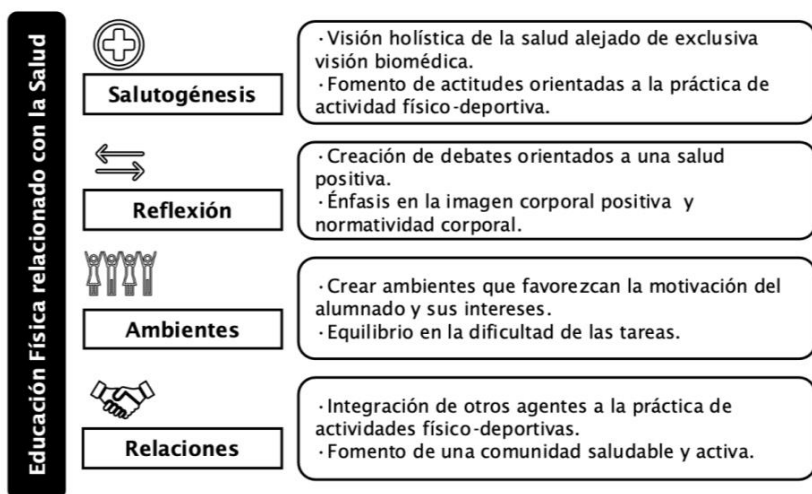 Educación Física relacionado con la Salud
Salutogénesis
· Visión holística de la salud alejado de exclusiva
visión biomédica.
· Fomento de actitudes orientadas a la práctica de
actividad físico-deportiva.
Reflexión
· Creación de debates orientados a una salud
positiva.
· Énfasis en la imagen corporal positiva y
normatividad corporal.
Ambientes
· Crear ambientes que favorezcan la motivación del
alumnado y sus intereses.
· Equilibrio en la dificultad de las tareas.
Relaciones
· Integración de otros agentes a la práctica de
actividades físico-deportivas.
· Fomento de una comunidad saludable y activa.